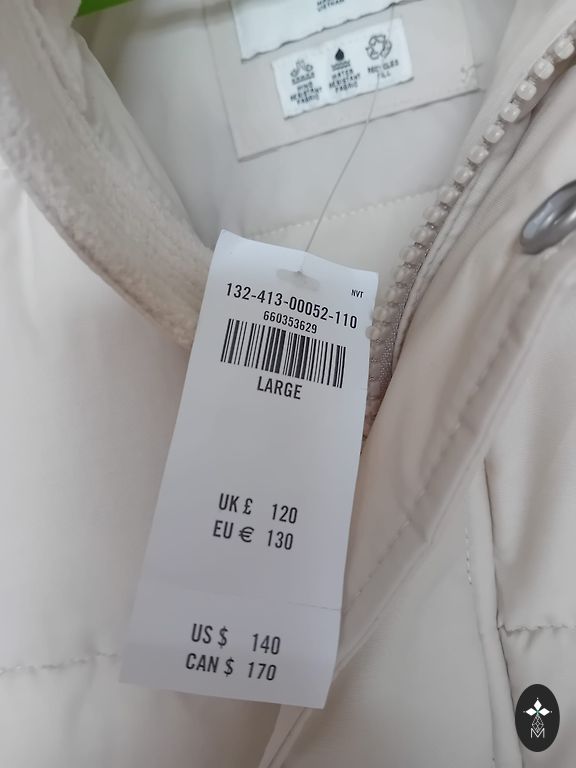 WIND
RESISTANT
FABRIC
WATER
RESISTANT
FABRIC
RECYCLED
FILL
NVT
132-413-00052-110
660353629
LARGE
UK £ 120
EU € 130
US $ 140
CAN $ 170
M